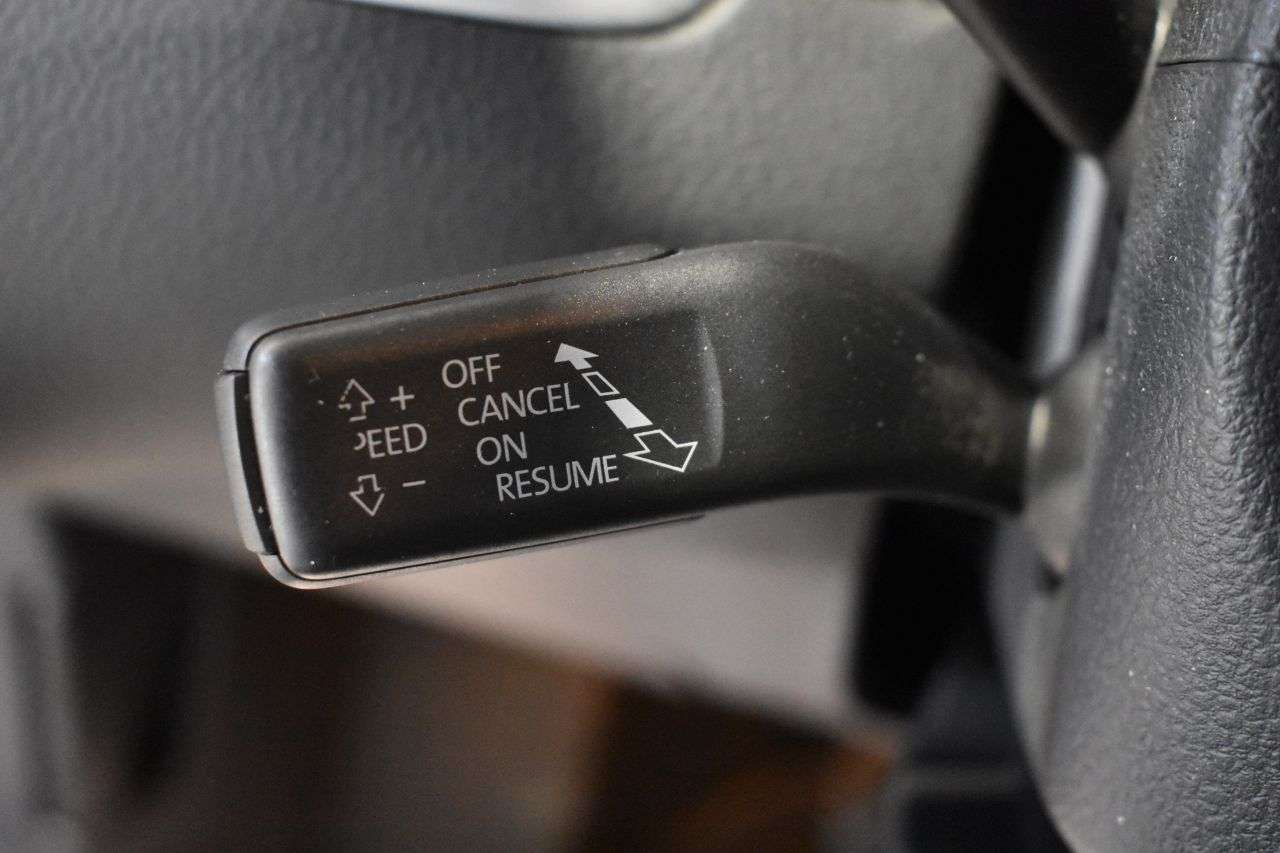 OFF
+
CANCEL
PEED
ON
−
RESUME